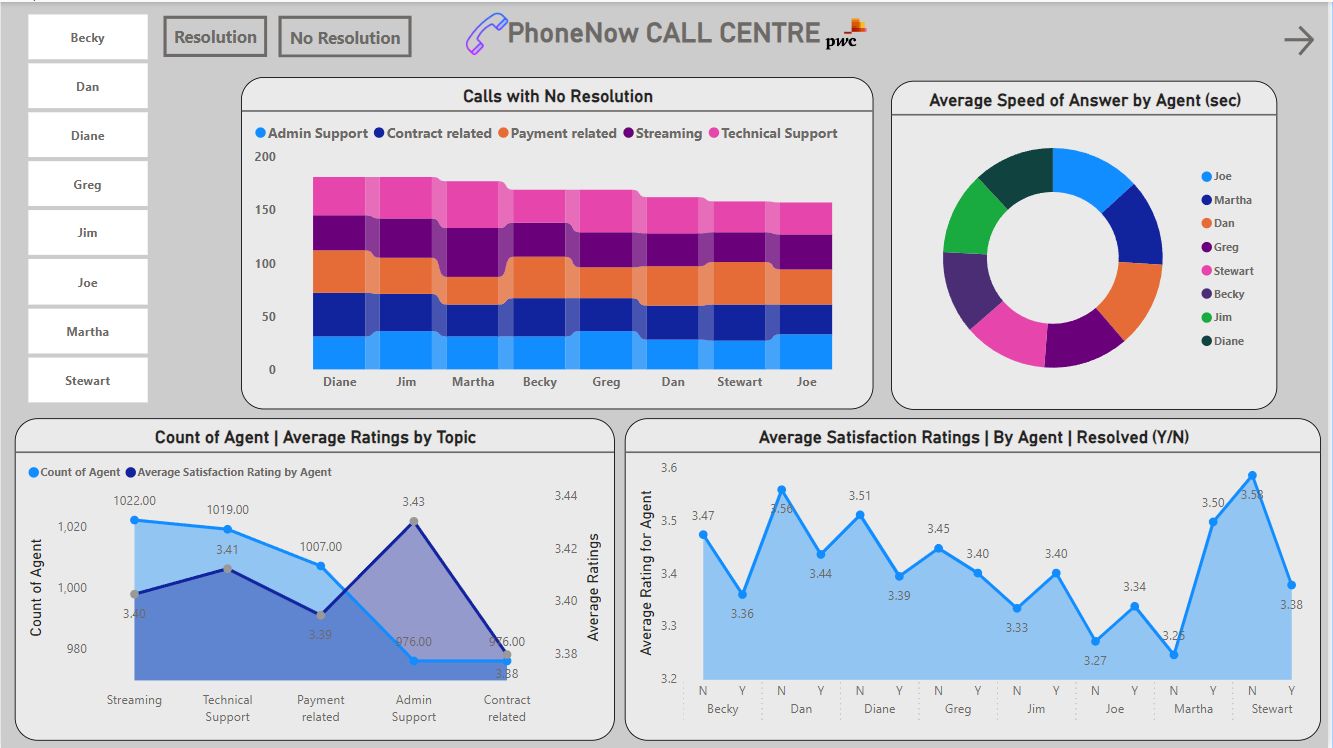 Becky
Dan
Diane
Greg
Jim
Joe
Martha
Stewart
Resolution
No Resolution
PhoneNow CALL CENTRE
pwc
Calls with No Resolution
Admin Support Contract related Payment related Streaming Technical Support
200
150
100
50
0
Diane Jim Martha Becky Greg Dan Stewart Joe
Average Speed of Answer by Agent (sec)
Joe
Martha
Dan
Greg
Stewart
Becky
Jim
Diane
Count of Agent | Average Ratings by Topic
Count of Agent Average Satisfaction Rating by Agent
Count of Agent
1,020
1,000
980
1022.00
1019.00
1007.00
976.00
976.00
3.40
3.41
3.39
3.43
3.38
3.44
3.42
3.40
3.38
Average Ratings
Streaming Technical Payment Admin Contract
Support related Support related
Average Satisfaction Ratings | By Agent | Resolved (Y/N)
Average Rating for Agent
3.6
3.5
3.4
3.3
3.2
3.47
3.36
3.56
3.44
3.51
3.39
3.45
3.40
3.33
3.40
3.27
3.34
3.25
3.50
3.58
3.38
N Y N Y N Y N Y N Y N Y N Y N Y
Becky Dan Diane Greg Jim Joe Martha Stewart